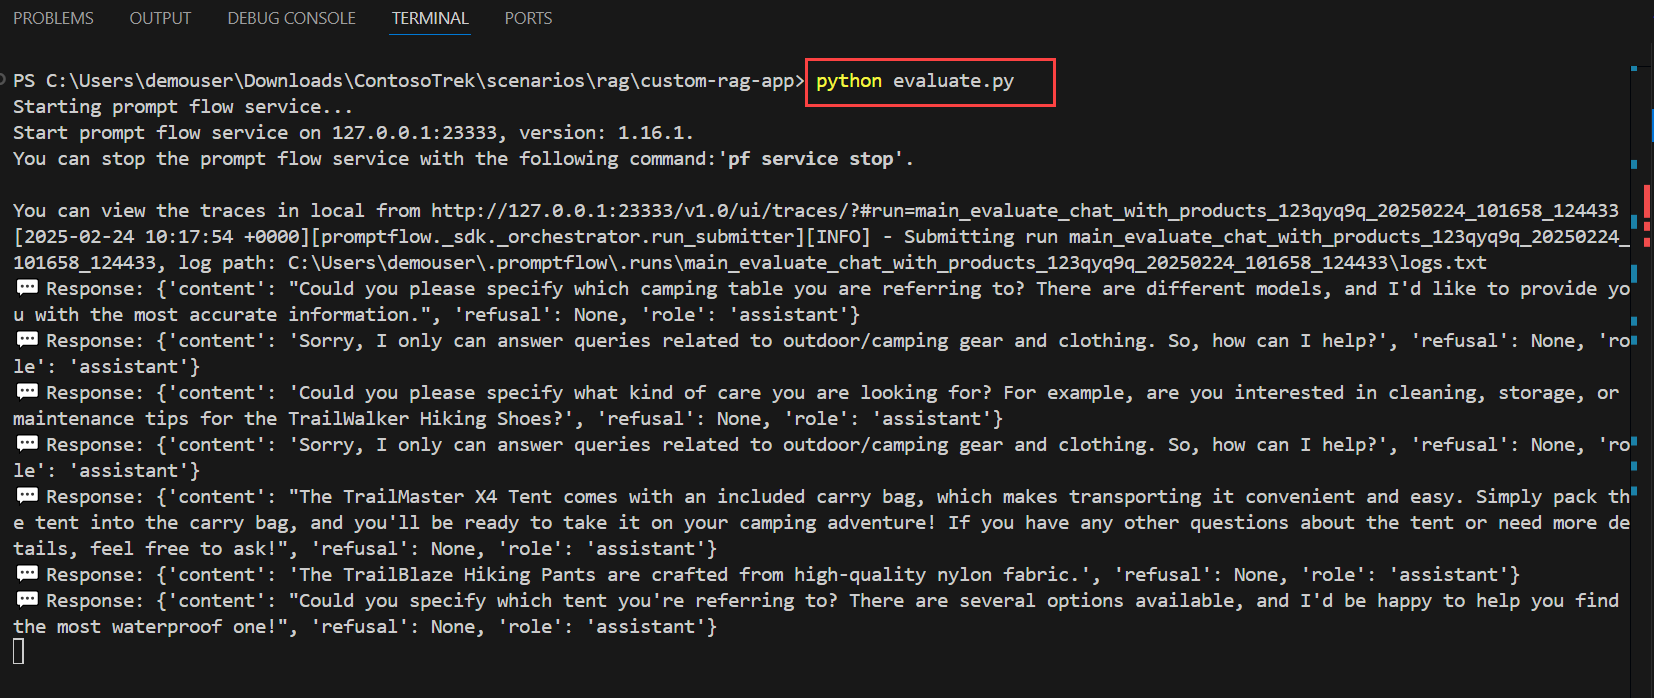 PROBLEMS OUTPUT DEBUG CONSOLE TERMINAL PORTS
PS C:\Users\demouser\Downloads\ContosoTrek\scenarios\rag\custom-rag-app> python evaluate.py
Starting prompt flow service...
Start prompt flow service on 127.0.0.1:23333, version: 1.16.1.
You can stop the prompt flow service with the following command:'pf service stop'.
You can view the traces in local from http://127.0.0.1:23333/v1.0/ui/traces/?#run=main_evaluate_chat_with_products_123qyq9q_20250224_101658_124433
[2025-02-24 10:17:54 +0000][promptflow._sdk._orchestrator.run_submitter][INFO] - Submitting run main_evaluate_chat_with_products_123qyq9q_20250224_
101658_124433, log path: C:\Users\demouser\.promptflow\.runs\main_evaluate_chat_with_products_123qyq9q_20250224_101658_124433\logs.txt
💬 Response: {'content': "Could you please specify which camping table you are referring to? There are different models, and I'd like to provide yo
u with the most accurate information.", 'refusal': None, 'role': 'assistant'}
💬 Response: {'content': 'Sorry, I only can answer queries related to outdoor/camping gear and clothing. So, how can I help?', 'refusal': None, 'ro
le': 'assistant'}
💬 Response: {'content': 'Could you please specify what kind of care you are looking for? For example, are you interested in cleaning, storage, or
maintenance tips for the TrailWalker Hiking Shoes?', 'refusal': None, 'role': 'assistant'}
💬 Response: {'content': 'Sorry, I only can answer queries related to outdoor/camping gear and clothing. So, how can I help?', 'refusal': None, 'ro
le': 'assistant'}
💬 Response: {'content': "The TrailMaster X4 Tent comes with an included carry bag, which makes transporting it convenient and easy. Simply pack th
e tent into the carry bag, and you'll be ready to take it on your camping adventure! If you have any other questions about the tent or need more de
tails, feel free to ask!", 'refusal': None, 'role': 'assistant'}
💬 Response: {'content': 'The TrailBlaze Hiking Pants are crafted from high-quality nylon fabric.', 'refusal': None, 'role': 'assistant'}
💬 Response: {'content': "Could you specify which tent you're referring to? There are several options available, and I'd be happy to help you find
the most waterproof one!", 'refusal': None, 'role': 'assistant'}